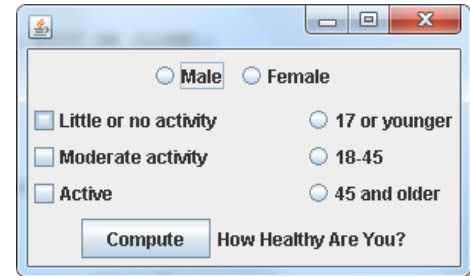 Male Female
Little or no activity 17 or younger
Moderate activity 18-45
Active 45 and older
Compute How Healthy Are You?